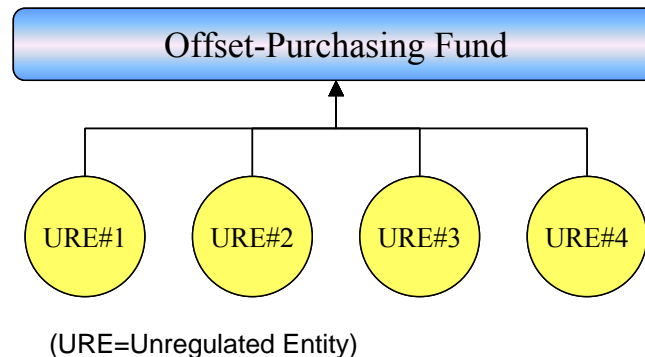 Offset-Purchasing Fund
URE#1 URE#2 URE#3 URE#4
(URE=Unregulated Entity)